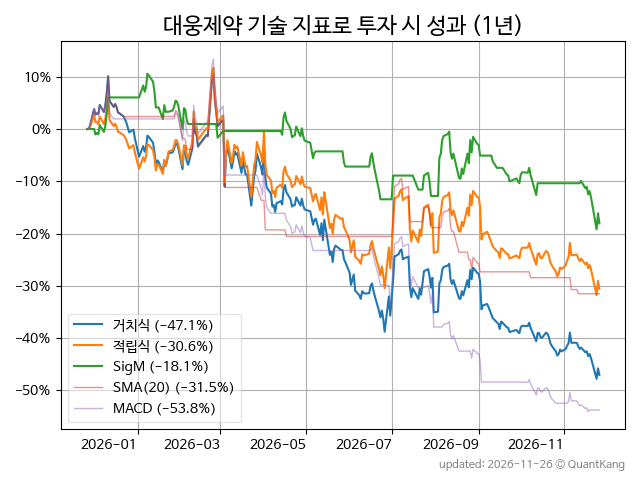 대웅제약 기술 지표로 투자 시 성과 (1년)
10%
0%
−10%
−20%
−30%
−40%
−50%
거치식 (−47.1%)
적립식 (−30.6%)
SigM (−18.1%)
SMA(20) (−31.5%)
MACD (−53.8%)
2026−01
2026−03
2026−05
2026−07
2026−09
2026−11
updated: 2026−11−26 ⓒ QuantKang